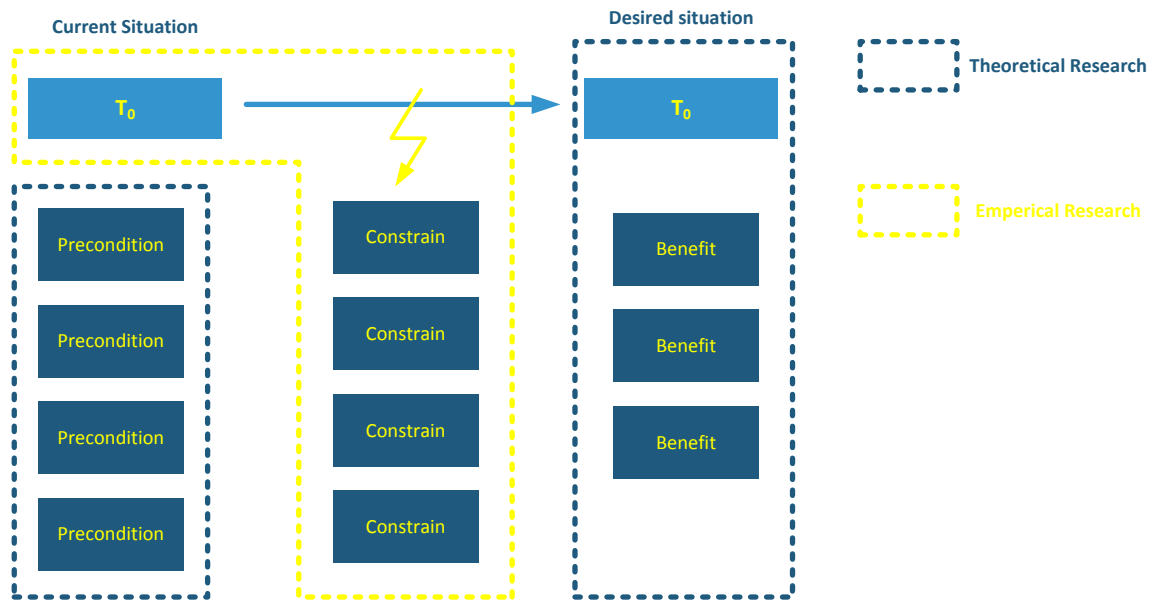 Current Situation
Desired situation
T₀
T₀
Theoretical Research
Emperical Research
Precondition
Precondition
Precondition
Precondition
Constrain
Constrain
Constrain
Constrain
Benefit
Benefit
Benefit